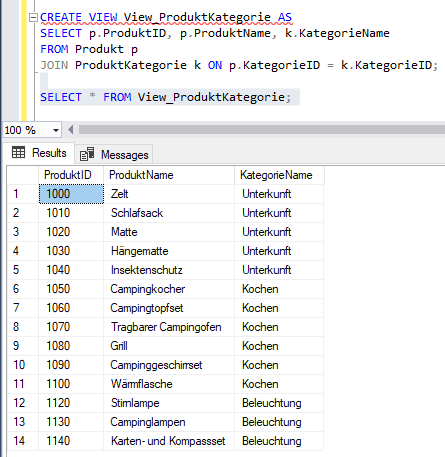 CREATE VIEW View_ProduktKategorie AS
SELECT p.ProduktID, p.ProduktName, k.KategorieName
FROM Produkt p
JOIN ProduktKategorie k ON p.KategorieID = k.KategorieID;
SELECT * FROM View_ProduktKategorie;
100 %
Results Messages
ProduktID ProduktName KategorieName
1 1000 Zelt Unterkunft
2 1010 Schlafsack Unterkunft
3 1020 Matte Unterkunft
4 1030 Hängematte Unterkunft
5 1040 Insektenschutz Unterkunft
6 1050 Campingkocher Kochen
7 1060 Campingtopfset Kochen
8 1070 Tragbarer Campingofen Kochen
9 1080 Grill Kochen
10 1090 Campinggeschirrset Kochen
11 1100 Wärmflasche Kochen
12 1120 Stirnlampe Beleuchtung
13 1130 Campinglampen Beleuchtung
14 1140 Karten- und Kompassset Beleuchtung